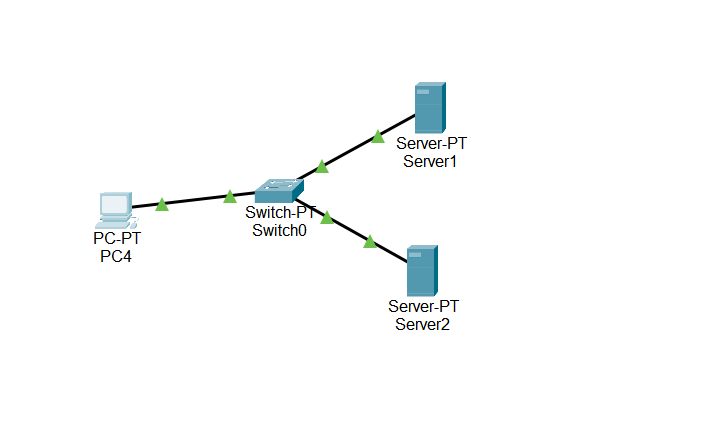 Server-PT
Server1
Switch-PT
Switch0
PC-PT
PC4
Server-PT
Server2